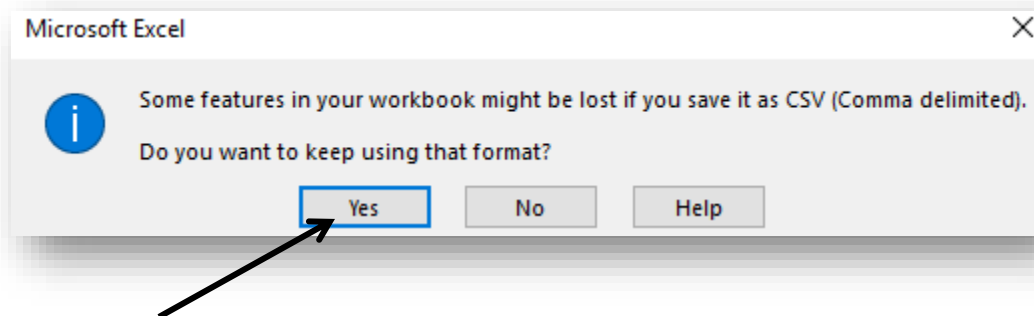 Microsoft Excel
Some features in your workbook might be lost if you save it as CSV (Comma delimited).
Do you want to keep using that format?
Yes No Help